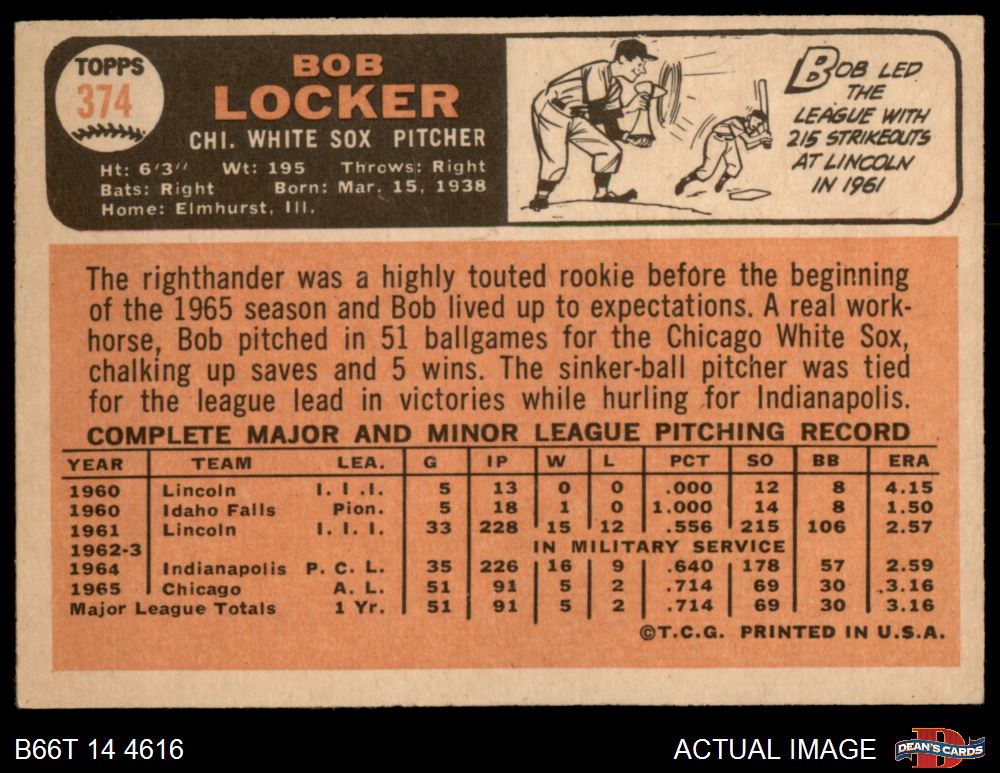 TOPPS
374
BOB
LOCKER
CHI. WHITE SOX PITCHER
Ht: 6'3" Wt: 195 Throws: Right
Bats: Right Born: Mar. 15, 1938
Home: Elmhurst, Ill.
BOB LED
THE
LEAGUE WITH
215 STRIKEOUTS
AT LINCOLN
IN 1961
The righthander was a highly touted rookie before the beginning
of the 1965 season and Bob lived up to expectations. A real work-
horse, Bob pitched in 51 ballgames for the Chicago White Sox,
chalking up saves and 5 wins. The sinker-ball pitcher was tied
for the league lead in victories while hurling for Indianapolis.
COMPLETE MAJOR AND MINOR LEAGUE PITCHING RECORD
YEAR TEAM LEA. G IP W L PCT SO BB ERA
1960 Lincoln I. I .I. 5 13 0 0 .000 12 8 4.15
1960 Idaho Falls Pion. 5 18 1 0 1.000 14 8 1.50
1961 Lincoln I. I. I. 33 228 15 12 .556 215 106 2.57
1962-3 IN MILITARY SERVICE
1964 Indianapolis P. C. L. 35 226 16 9 .640 178 57 2.59
1965 Chicago A. L. 51 91 5 2 .714 69 30 3.16
Major League Totals 1 Yr. 51 91 5 2 .714 69 30 3.16
©T.C.G. PRINTED IN U.S.A.
B66T 14 4616
ACTUAL IMAGE
D
DEAN'S CARDS